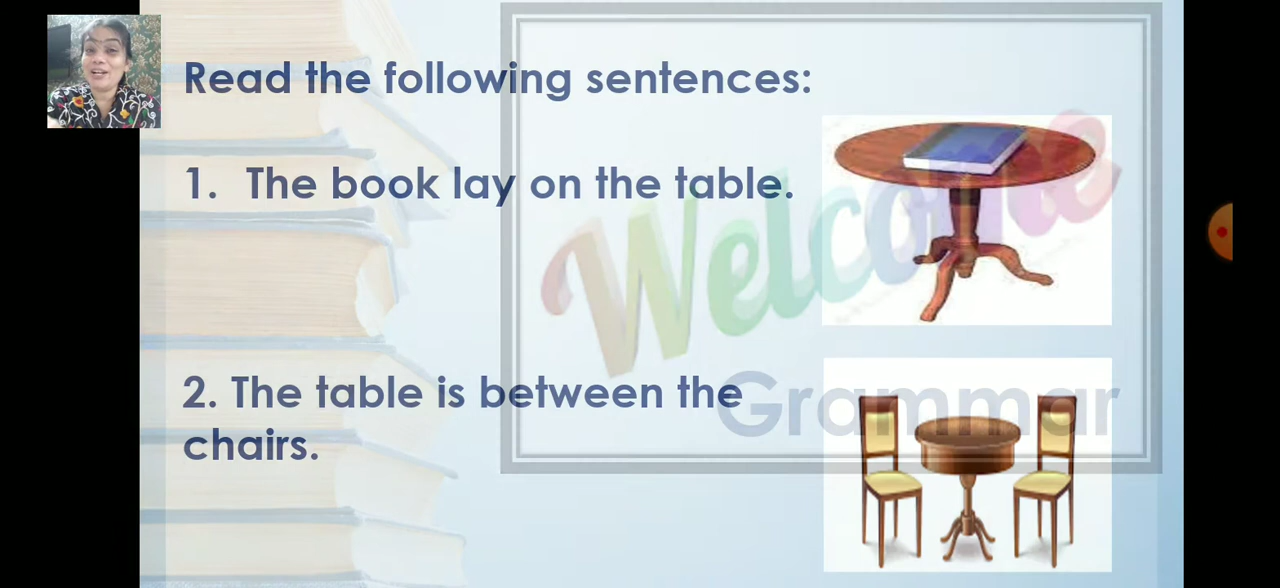 Read the following sentences:
1. The book lay on the table.
Welcome
2. The table is between the
chairs.
Grammar